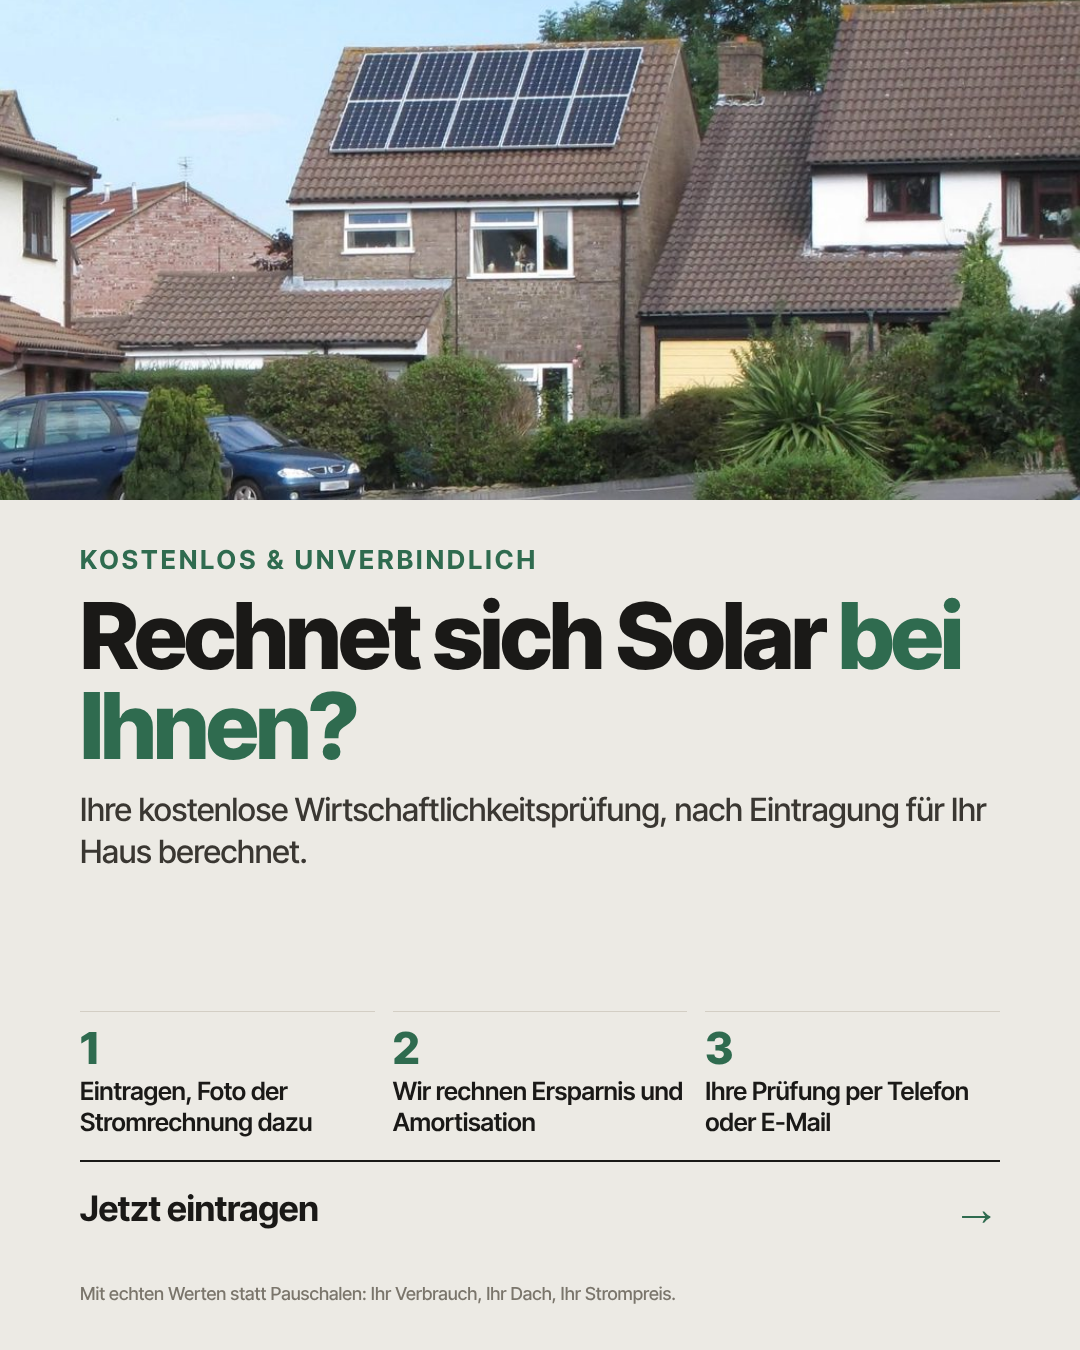 KOSTENLOS & UNVERBINDLICH
Rechnet sich Solar bei
Ihnen?
Ihre kostenlose Wirtschaftlichkeitsprüfung, nach Eintragung für Ihr
Haus berechnet.
1
Eintragen, Foto der
Stromrechnung dazu
2
Wir rechnen Ersparnis und
Amortisation
3
Ihre Prüfung per Telefon
oder E-Mail
Jetzt eintragen →
Mit echten Werten statt Pauschalen: Ihr Verbrauch, Ihr Dach, Ihr Strompreis.